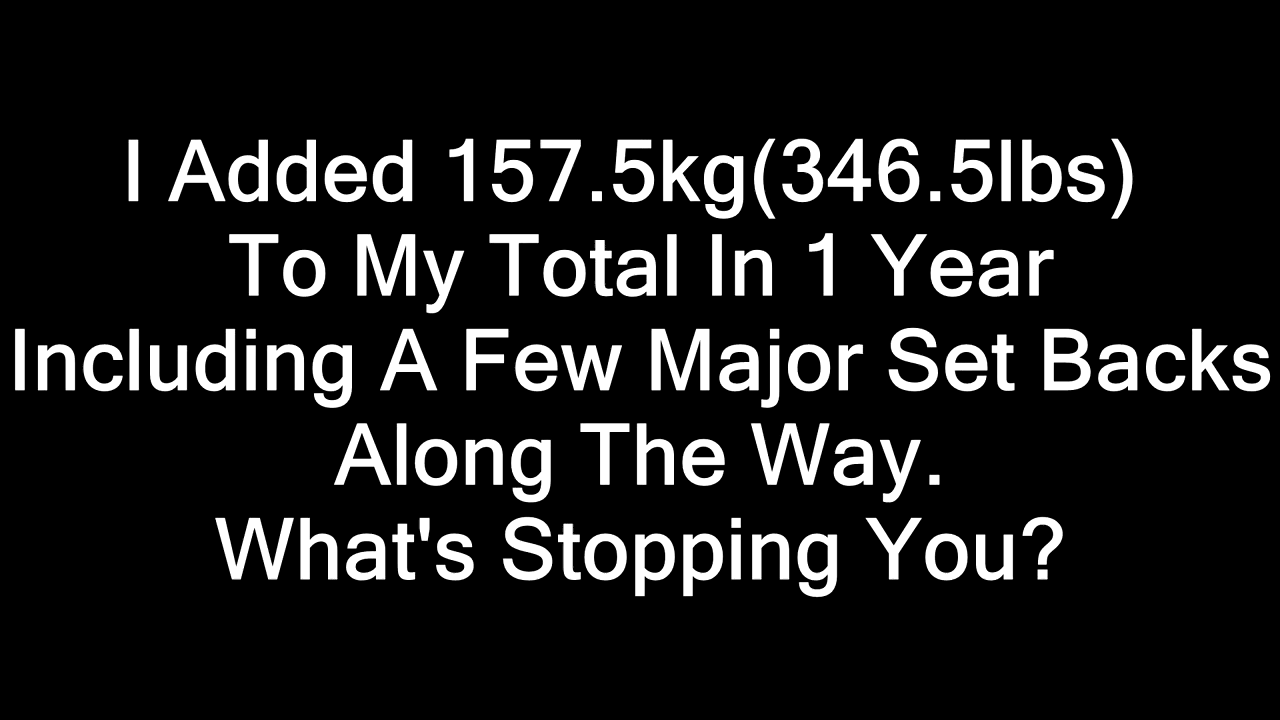 I Added 157.5kg(346.5lbs)
To My Total In 1 Year
Including A Few Major Set Backs
Along The Way.
What's Stopping You?